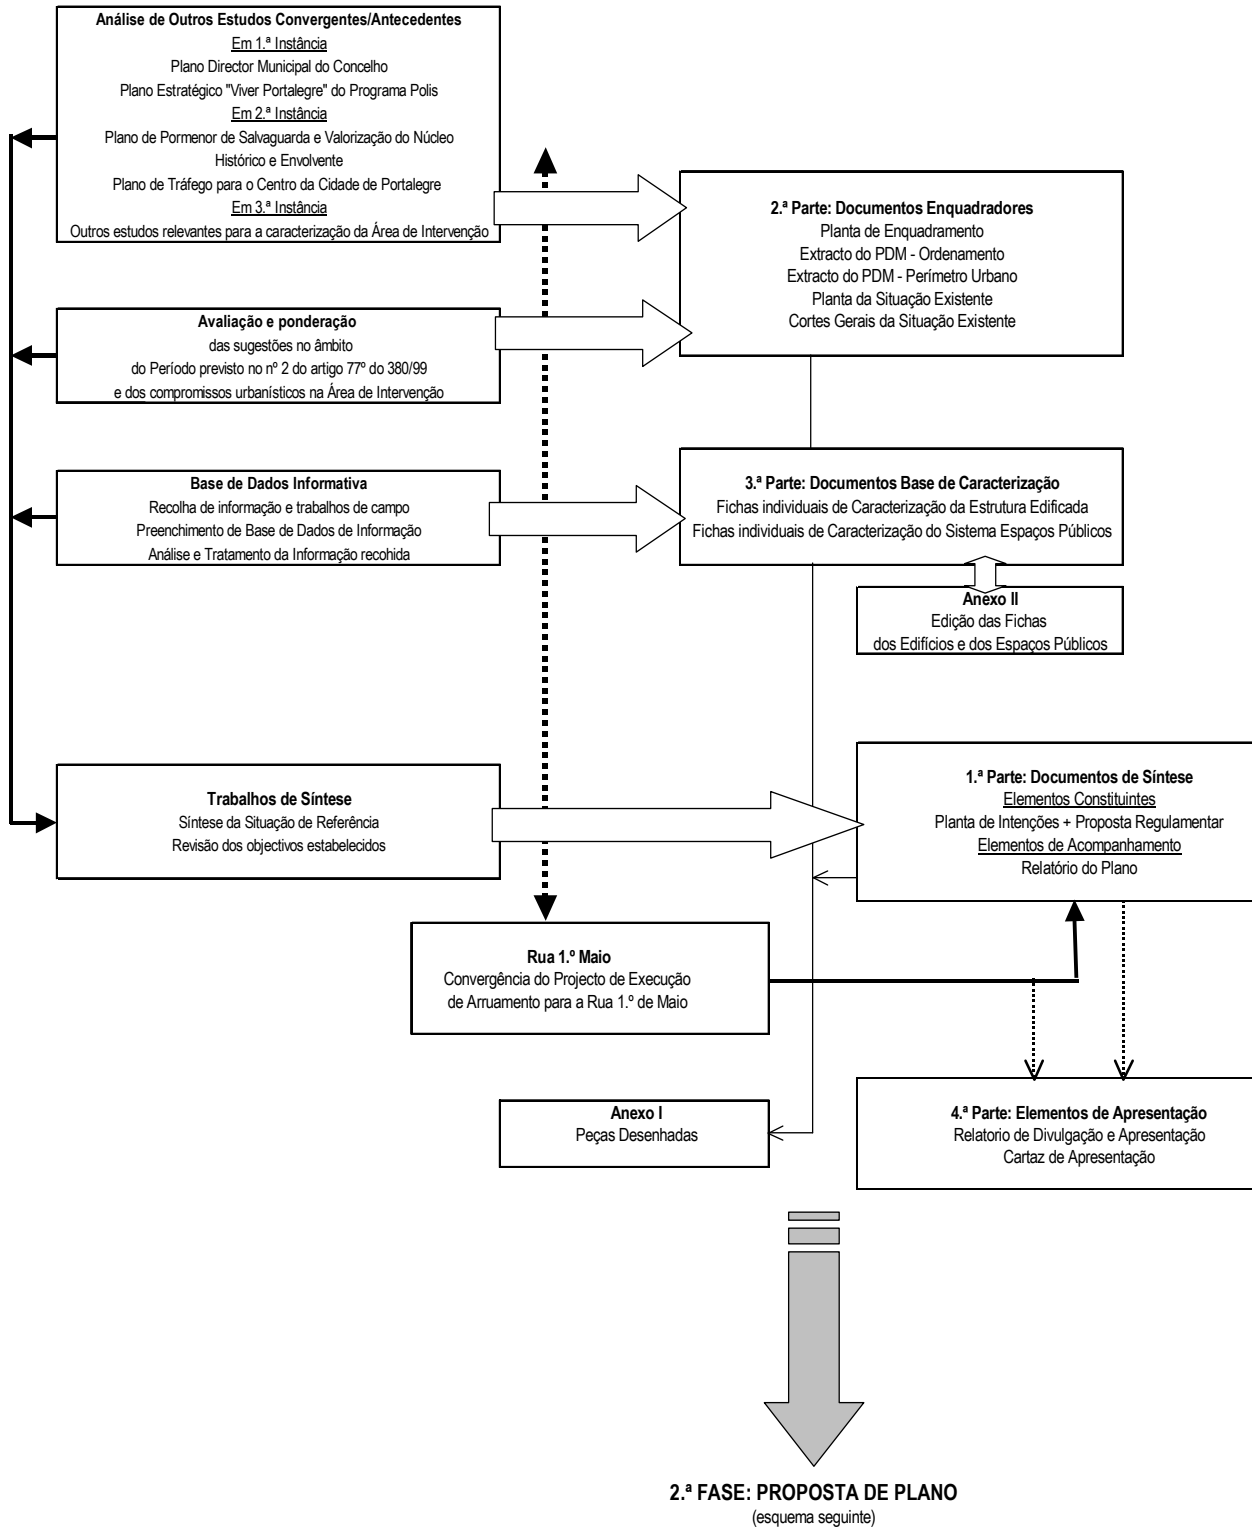 Análise de Outros Estudos Convergentes/Antecedentes
Em 1.ª Instância
Plano Director Municipal do Concelho
Plano Estratégico "Viver Portalegre" do Programa Polis
Em 2.ª Instância
Plano de Pormenor de Salvaguarda e Valorização do Núcleo
Histórico e Envolvente
Plano de Tráfego para o Centro da Cidade de Portalegre
Em 3.ª Instância
Outros estudos relevantes para a caracterização da Área de Intervenção
2.ª Parte: Documentos Enquadradores
Planta de Enquadramento
Extracto do PDM - Ordenamento
Extracto do PDM - Perímetro Urbano
Planta da Situação Existente
Cortes Gerais da Situação Existente
Avaliação e ponderação
das sugestões no âmbito
do Período previsto no nº 2 do artigo 77º do 380/99
e dos compromissos urbanísticos na Área de Intervenção
Base de Dados Informativa
Recolha de informação e trabalhos de campo
Preenchimento de Base de Dados de Informação
Análise e Tratamento da Informação recohida
3.ª Parte: Documentos Base de Caracterização
Fichas individuais de Caracterização da Estrutura Edificada
Fichas individuais de Caracterização do Sistema Espaços Públicos
Anexo II
Edição das Fichas
dos Edifícios e dos Espaços Públicos
Trabalhos de Síntese
Síntese da Situação de Referência
Revisão dos objectivos estabelecidos
1.ª Parte: Documentos de Síntese
Elementos Constituintes
Planta de Intenções + Proposta Regulamentar
Elementos de Acompanhamento
Relatório do Plano
Rua 1.º Maio
Convergência do Projecto de Execução
de Arruamento para a Rua 1.º de Maio
Anexo I
Peças Desenhadas
4.ª Parte: Elementos de Apresentação
Relatorio de Divulgação e Apresentação
Cartaz de Apresentação
2.ª FASE: PROPOSTA DE PLANO
(esquema seguinte)